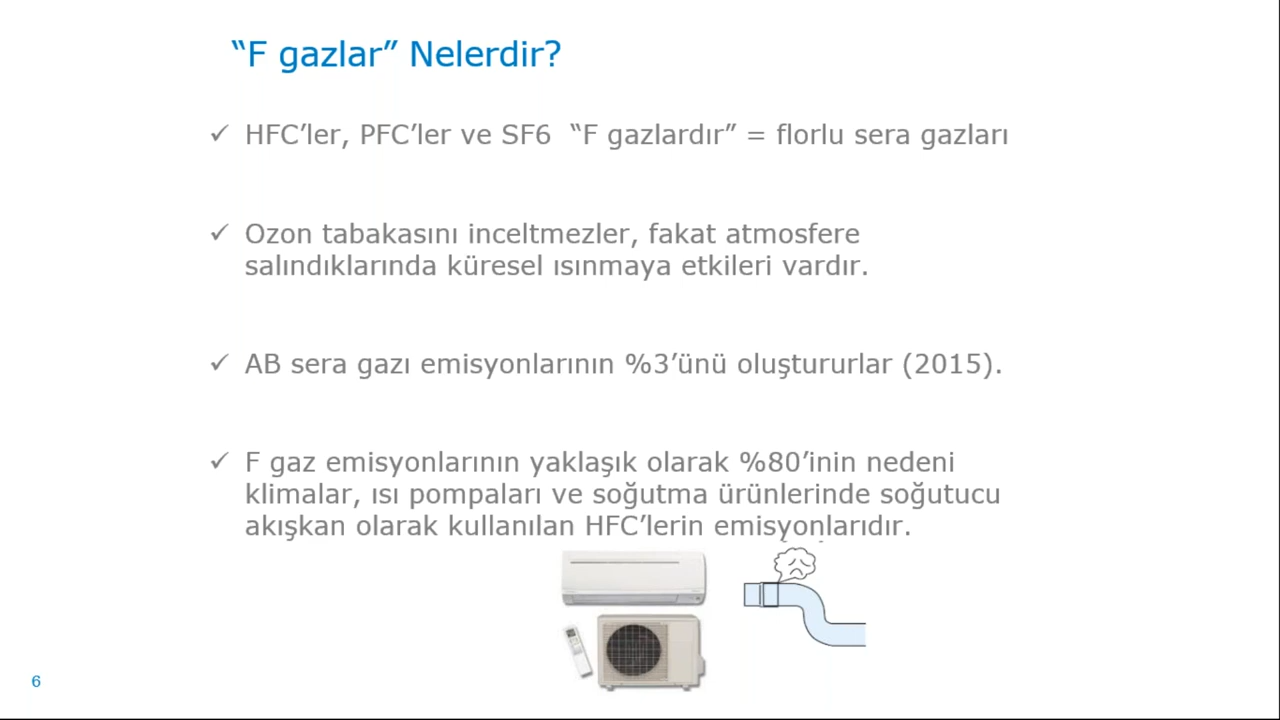 “F gazlar” Nelerdir?
✓ HFC’ler, PFC’ler ve SF6 “F gazlardır” = florlu sera gazları
✓ Ozon tabakasını inceltmezler, fakat atmosfere
salındıklarında küresel ısınmaya etkileri vardır.
✓ AB sera gazı emisyonlarının %3’ünü oluştururlar (2015).
✓ F gaz emisyonlarının yaklaşık olarak %80’inin nedeni
klimalar, ısı pompaları ve soğutma ürünlerinde soğutucu
akışkan olarak kullanılan HFC’lerin emisyonlarıdır.
6